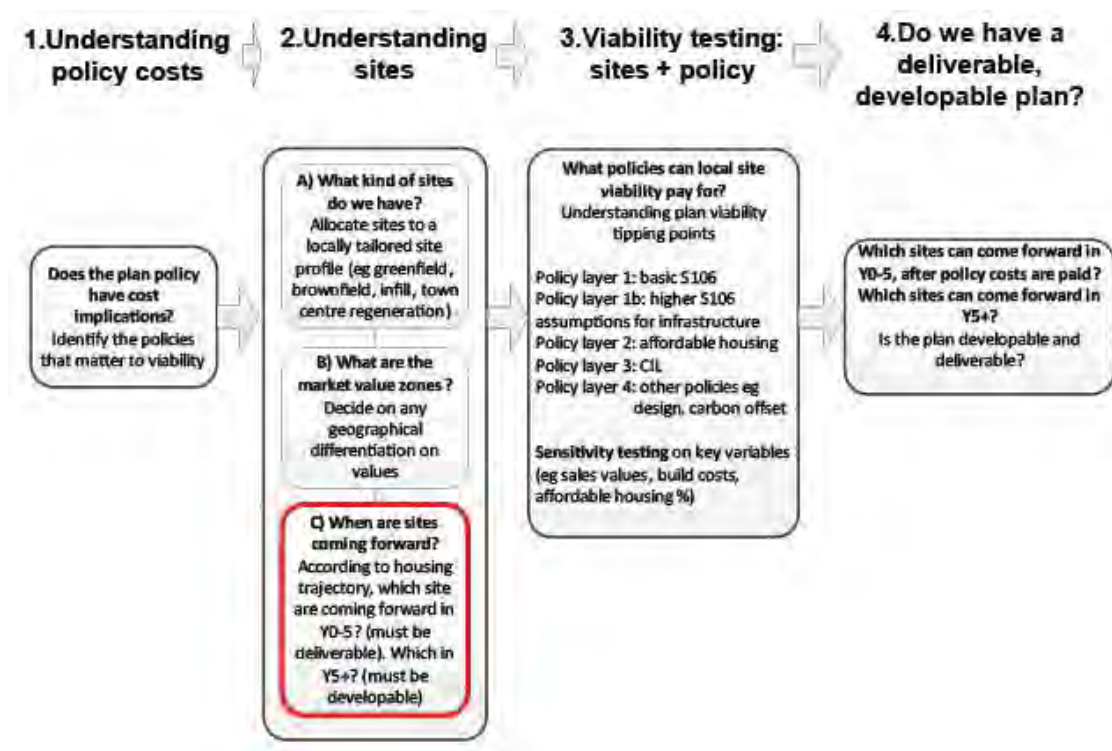 1.Understanding
policy costs
2.Understanding
sites
3.Viability testing:
sites + policy
4.Do we have a
deliverable,
developable plan?
Does the plan policy
have cost
implications?
Identify the policies
that matter to viability
A) What kind of sites
do we have?
Allocate sites to a
locally tailored site
profile (eg greenfield,
brownfield, infill, town
centre regeneration)
B) What are the
market value zones?
Decide on any
geographical
differentiation on
values
C) When are sites
coming forward?
According to housing
trajectory, which site
are coming forward in
Y0-5? (must be
deliverable). Which in
Y5+? (must be
developable)
What policies can local site
viability pay for?
Understanding plan viability
tipping points
Policy layer 1: basic S106
Policy layer 1b: higher S106
assumptions for infrastructure
Policy layer 2: affordable housing
Policy layer 3: CIL
Policy layer 4: other policies eg
design, carbon offset
Sensitivity testing on key variables
(eg sales values, build costs,
affordable housing %)
Which sites can come forward in
Y0-5, after policy costs are paid?
Which sites can come forward in
Y5+?
Is the plan developable and
deliverable?